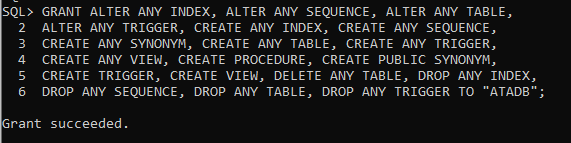 SQL> GRANT ALTER ANY INDEX, ALTER ANY SEQUENCE, ALTER ANY TABLE,
2 ALTER ANY TRIGGER, CREATE ANY INDEX, CREATE ANY SEQUENCE,
3 CREATE ANY SYNONYM, CREATE ANY TABLE, CREATE ANY TRIGGER,
4 CREATE ANY VIEW, CREATE PROCEDURE, CREATE PUBLIC SYNONYM,
5 CREATE TRIGGER, CREATE VIEW, DELETE ANY TABLE, DROP ANY INDEX,
6 DROP ANY SEQUENCE, DROP ANY TABLE, DROP ANY TRIGGER TO "ATADB";
Grant succeeded.